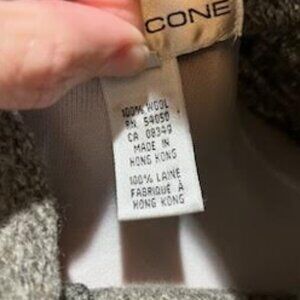 CONE
100% WOOL
RN 54050
CA 08349
MADE IN
HONG KONG
100% LAINE
FABRIQUÉ À
HONG KONG